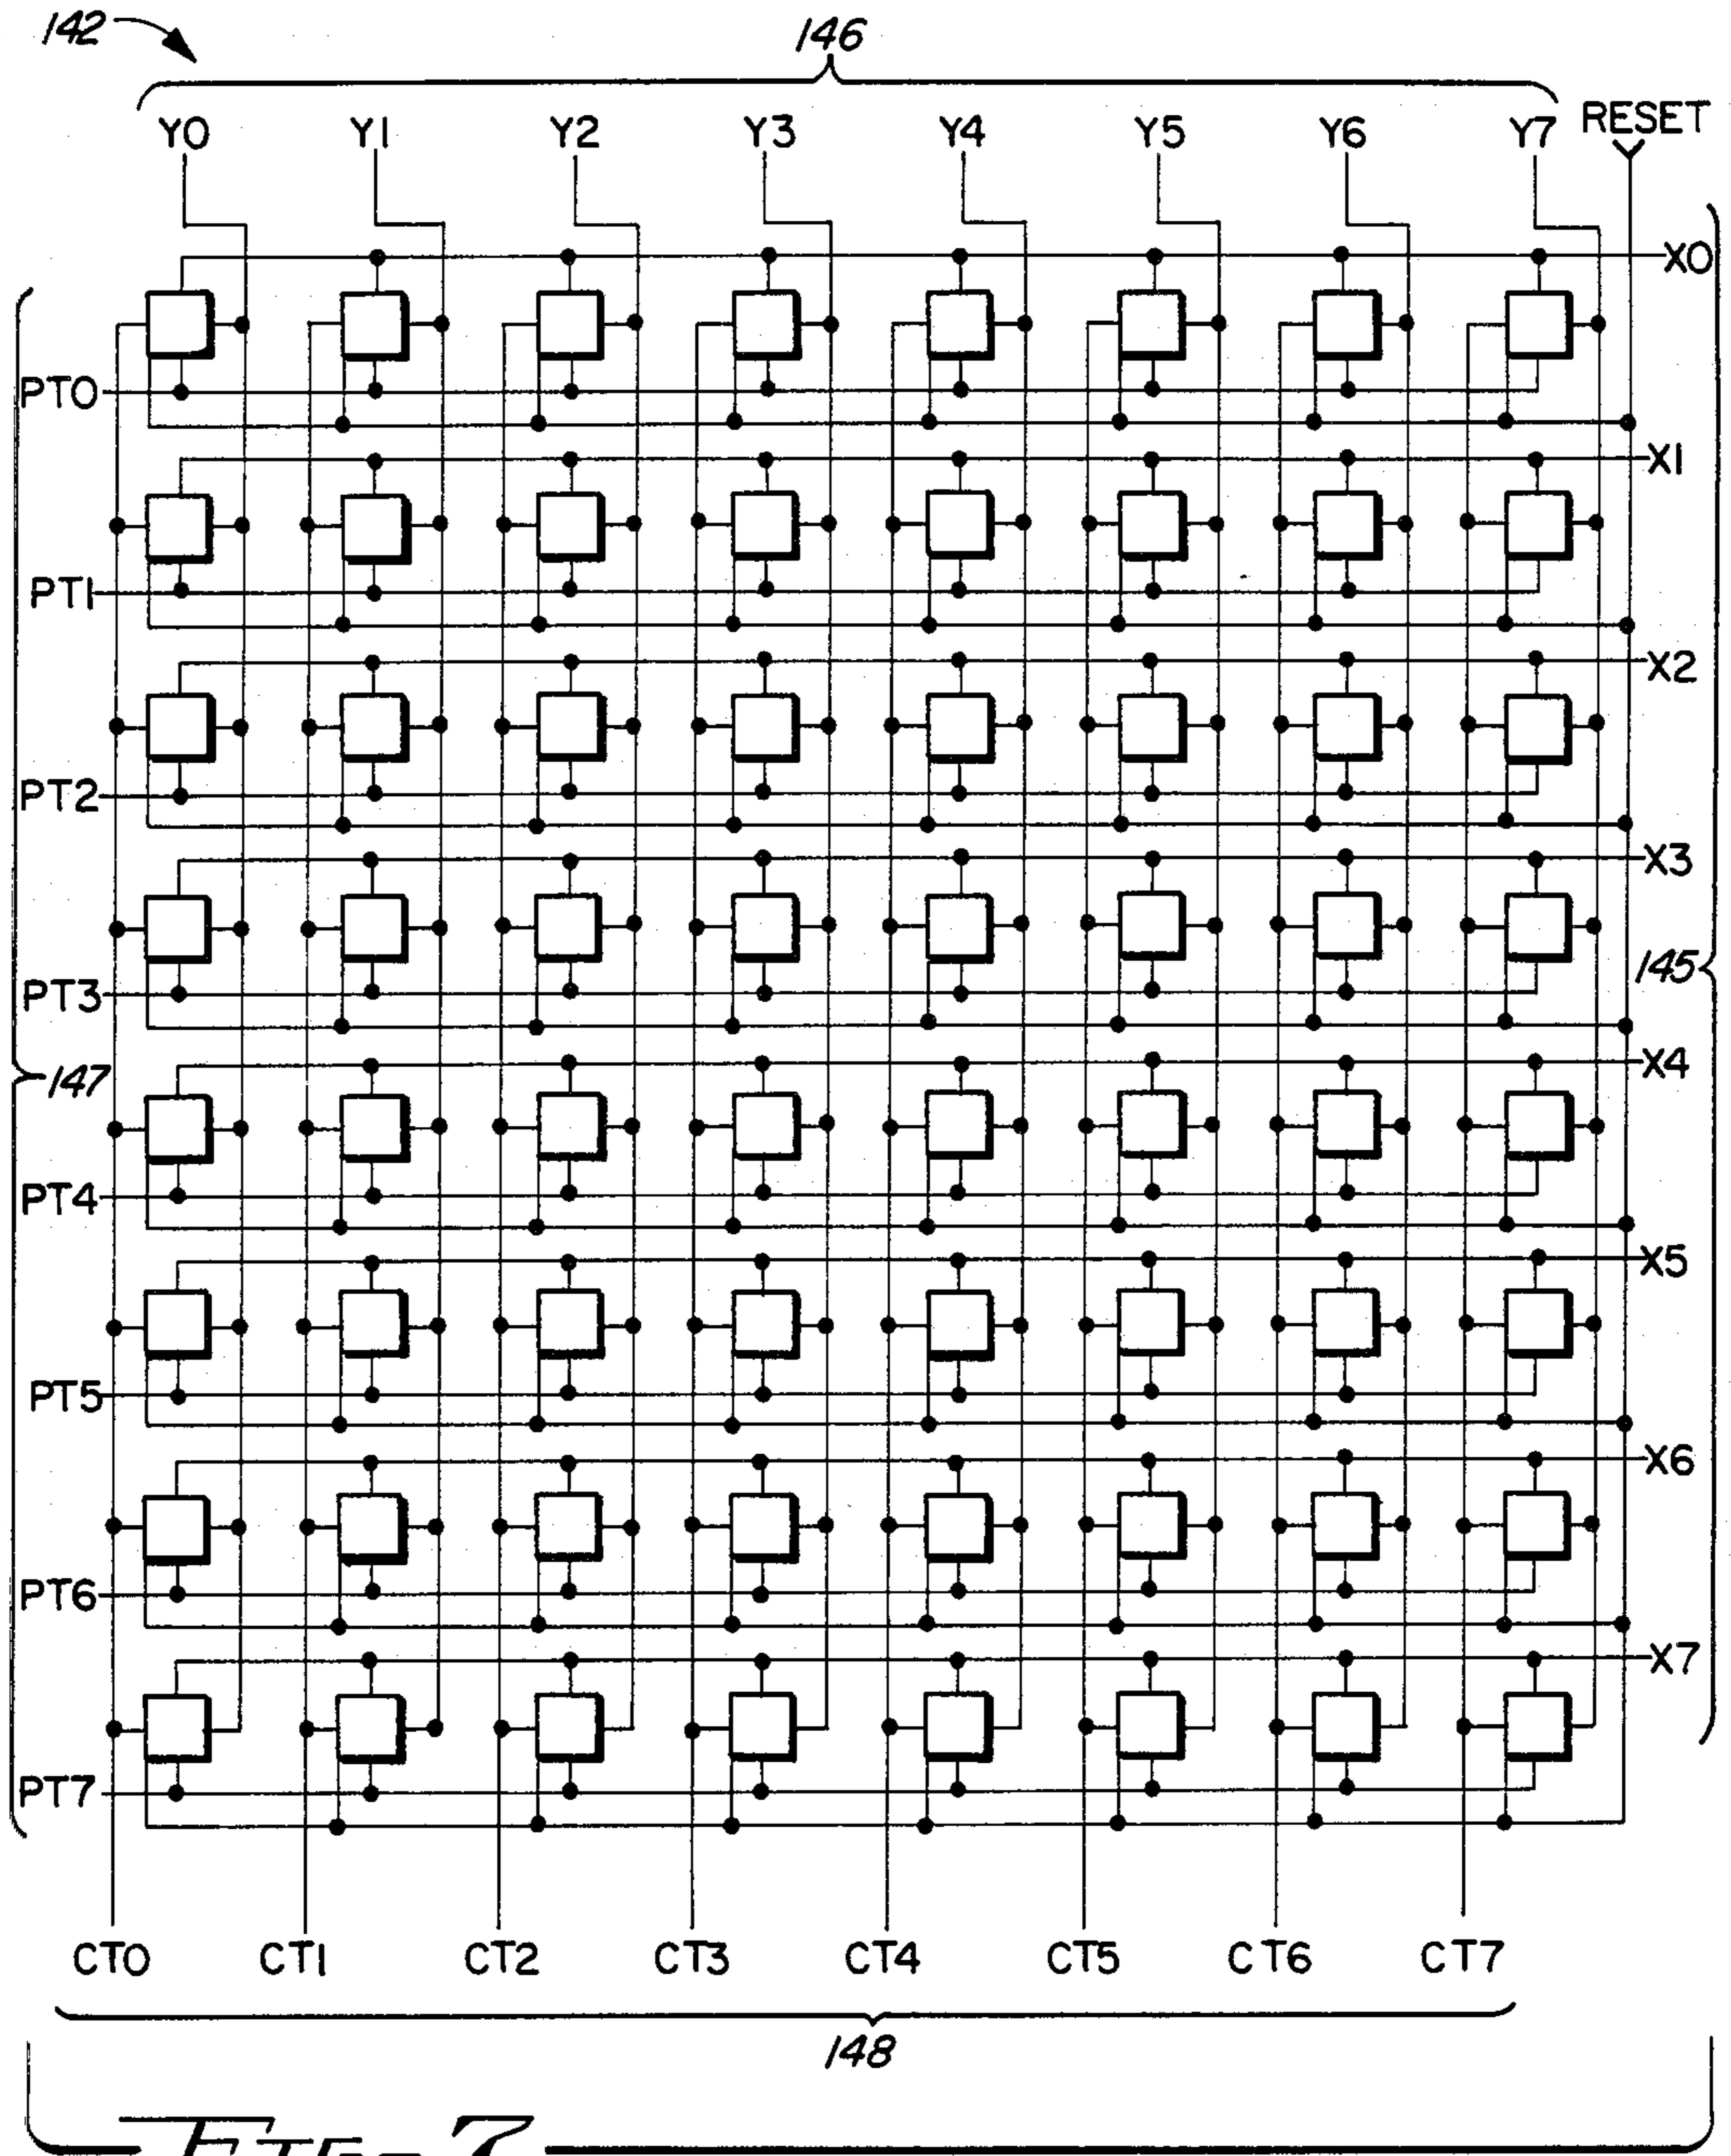 142
146
Y0 Y1 Y2 Y3 Y4 Y5 Y6 Y7 RESET
X0
PT0
X1
PT1
X2
PT2
X3
145
PT3
X4
147
PT4
X5
PT5
X6
PT6
X7
PT7
CT0 CT1 CT2 CT3 CT4 CT5 CT6 CT7
148
FIG-7